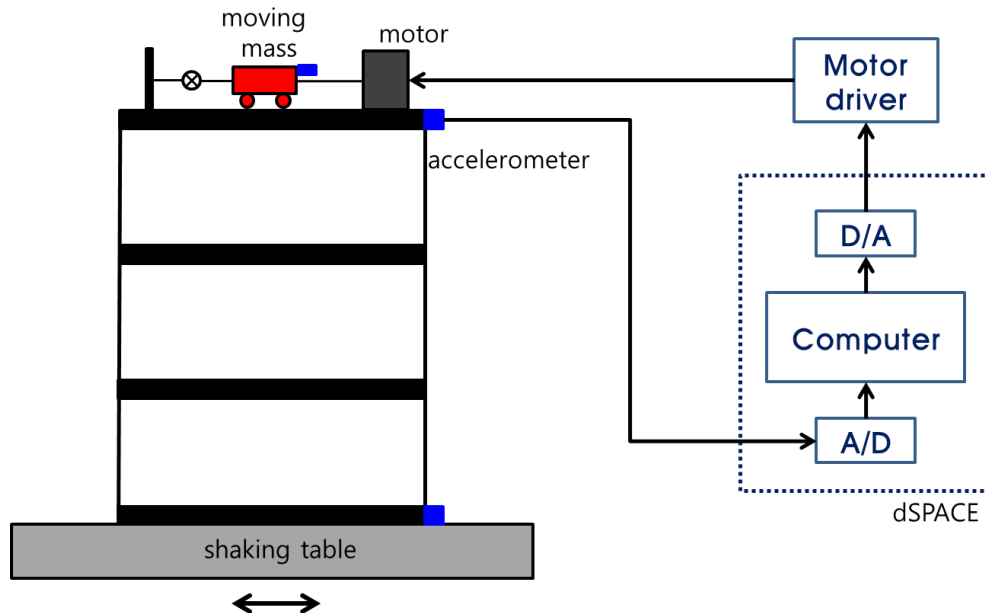 moving
mass
motor
accelerometer
shaking table
Motor
driver
D/A
Computer
A/D
dSPACE